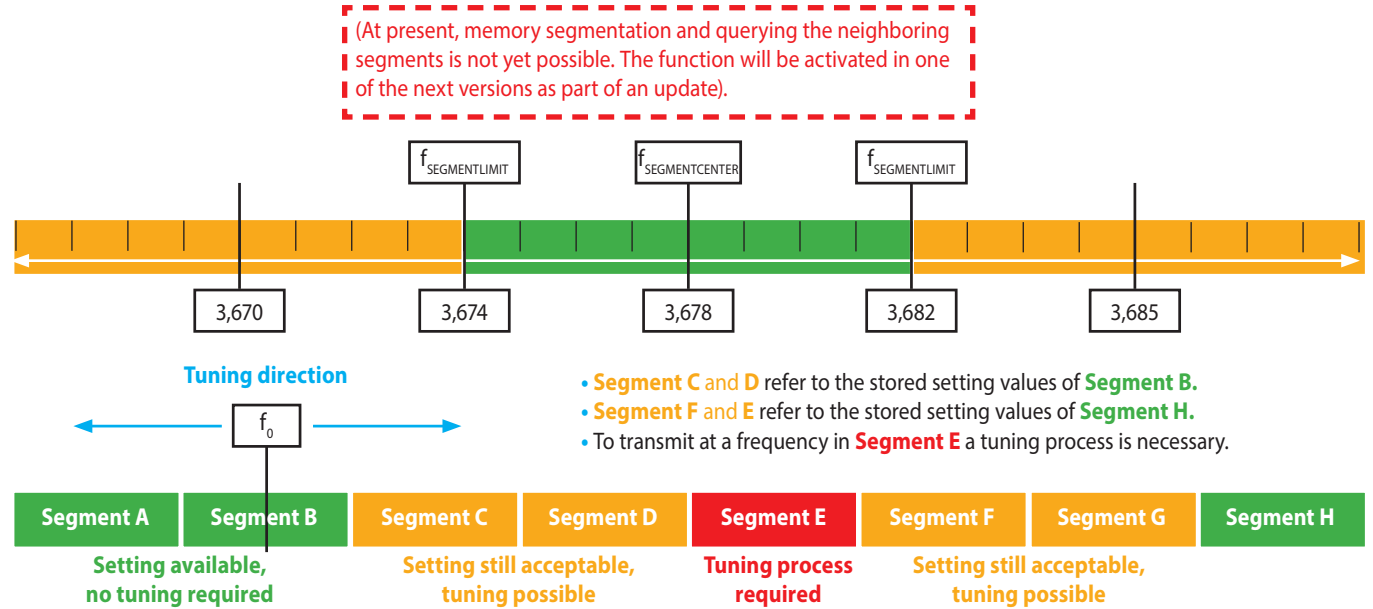 (At present, memory segmentation and querying the neighboring
segments is not yet possible. The function will be activated in one
of the next versions as part of an update).
fSEGMENTLIMIT
fSEGMENTCENTER
fSEGMENTLIMIT
3,670
3,674
3,678
3,682
3,685
Tuning direction
f0
• Segment C and D refer to the stored setting values of Segment B.
• Segment F and E refer to the stored setting values of Segment H.
• To transmit at a frequency in Segment E a tuning process is necessary.
Segment A
Segment B
Segment C
Segment D
Segment E
Segment F
Segment G
Segment H
Setting available,
no tuning required
Setting still acceptable,
tuning possible
Tuning process
required
Setting still acceptable,
tuning possible